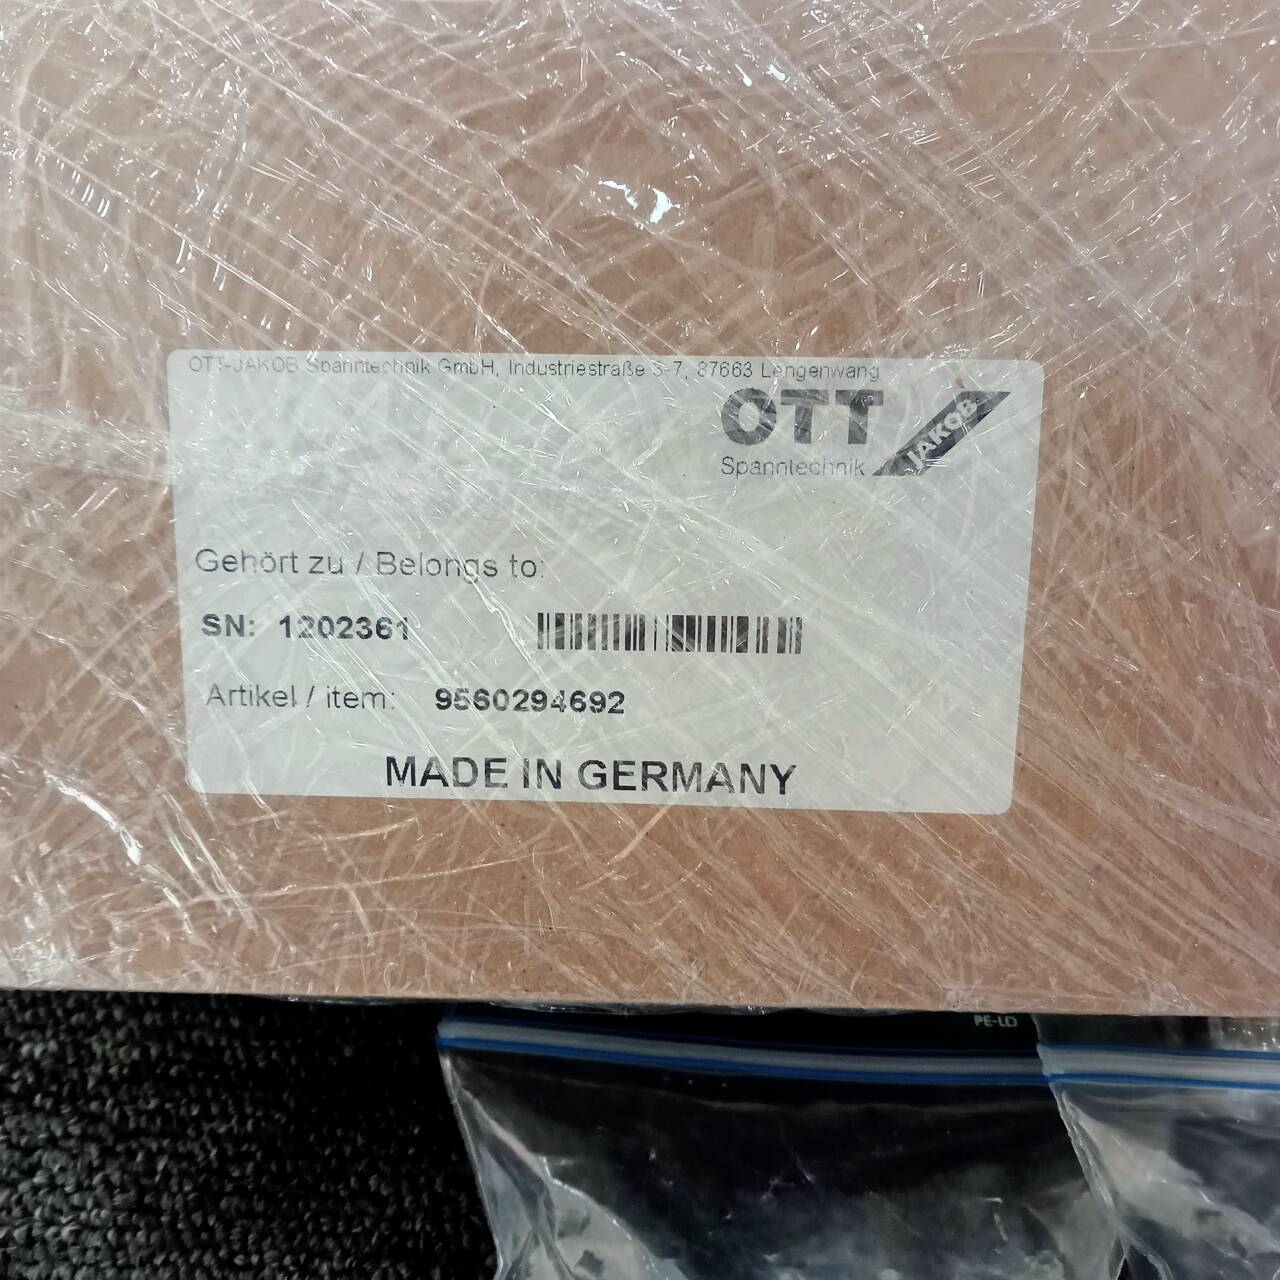 OTT-JAKOB Spanntechnik GmbH, Industriestraße 3-7, 87663 Lengenwang
OTT JAKOB®
Spanntechnik
Gehört zu / Belongs to:
SN: 1202361
Artikel / item: 9560294692
MADE IN GERMANY
PE-LD